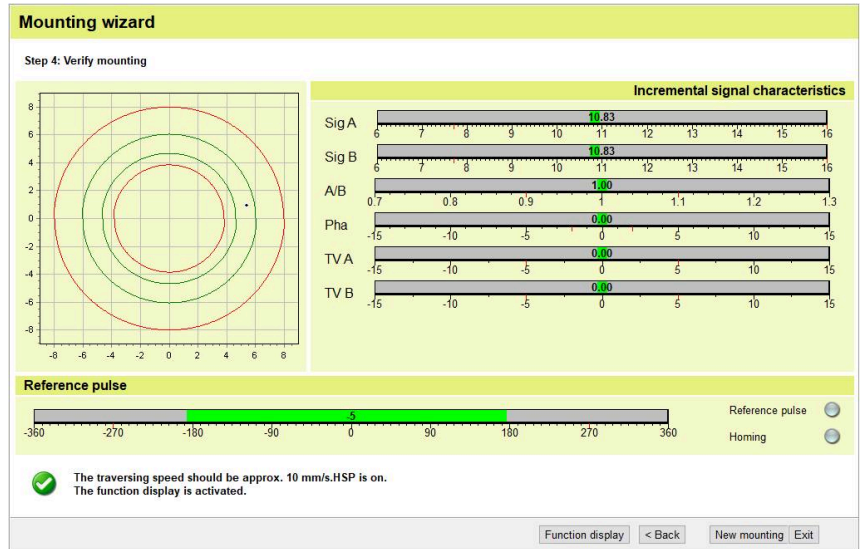 Mounting wizard
Step 4: Verify mounting
8
6
4
2
0
-2
-4
-6
-8
-8 -6 -4 -2 0 2 4 6 8
Incremental signal characteristics
Sig A
10.83
6 7 8 9 10 11 12 13 14 15 16
Sig B
10.83
6 7 8 9 10 11 12 13 14 15 16
A/B
1.00
0.7 0.8 0.9 1 1.1 1.2 1.3
Pha
0.00
-15 -10 -5 0 5 10 15
TV A
0.00
-15 -10 -5 0 5 10 15
TV B
0.00
-15 -10 -5 0 5 10 15
Reference pulse
-5
-360 -270 -180 -90 0 90 180 270 360
Reference pulse
Homing
The traversing speed should be approx. 10 mm/s.HSP is on.
The function display is activated.
Function display < Back New mounting Exit